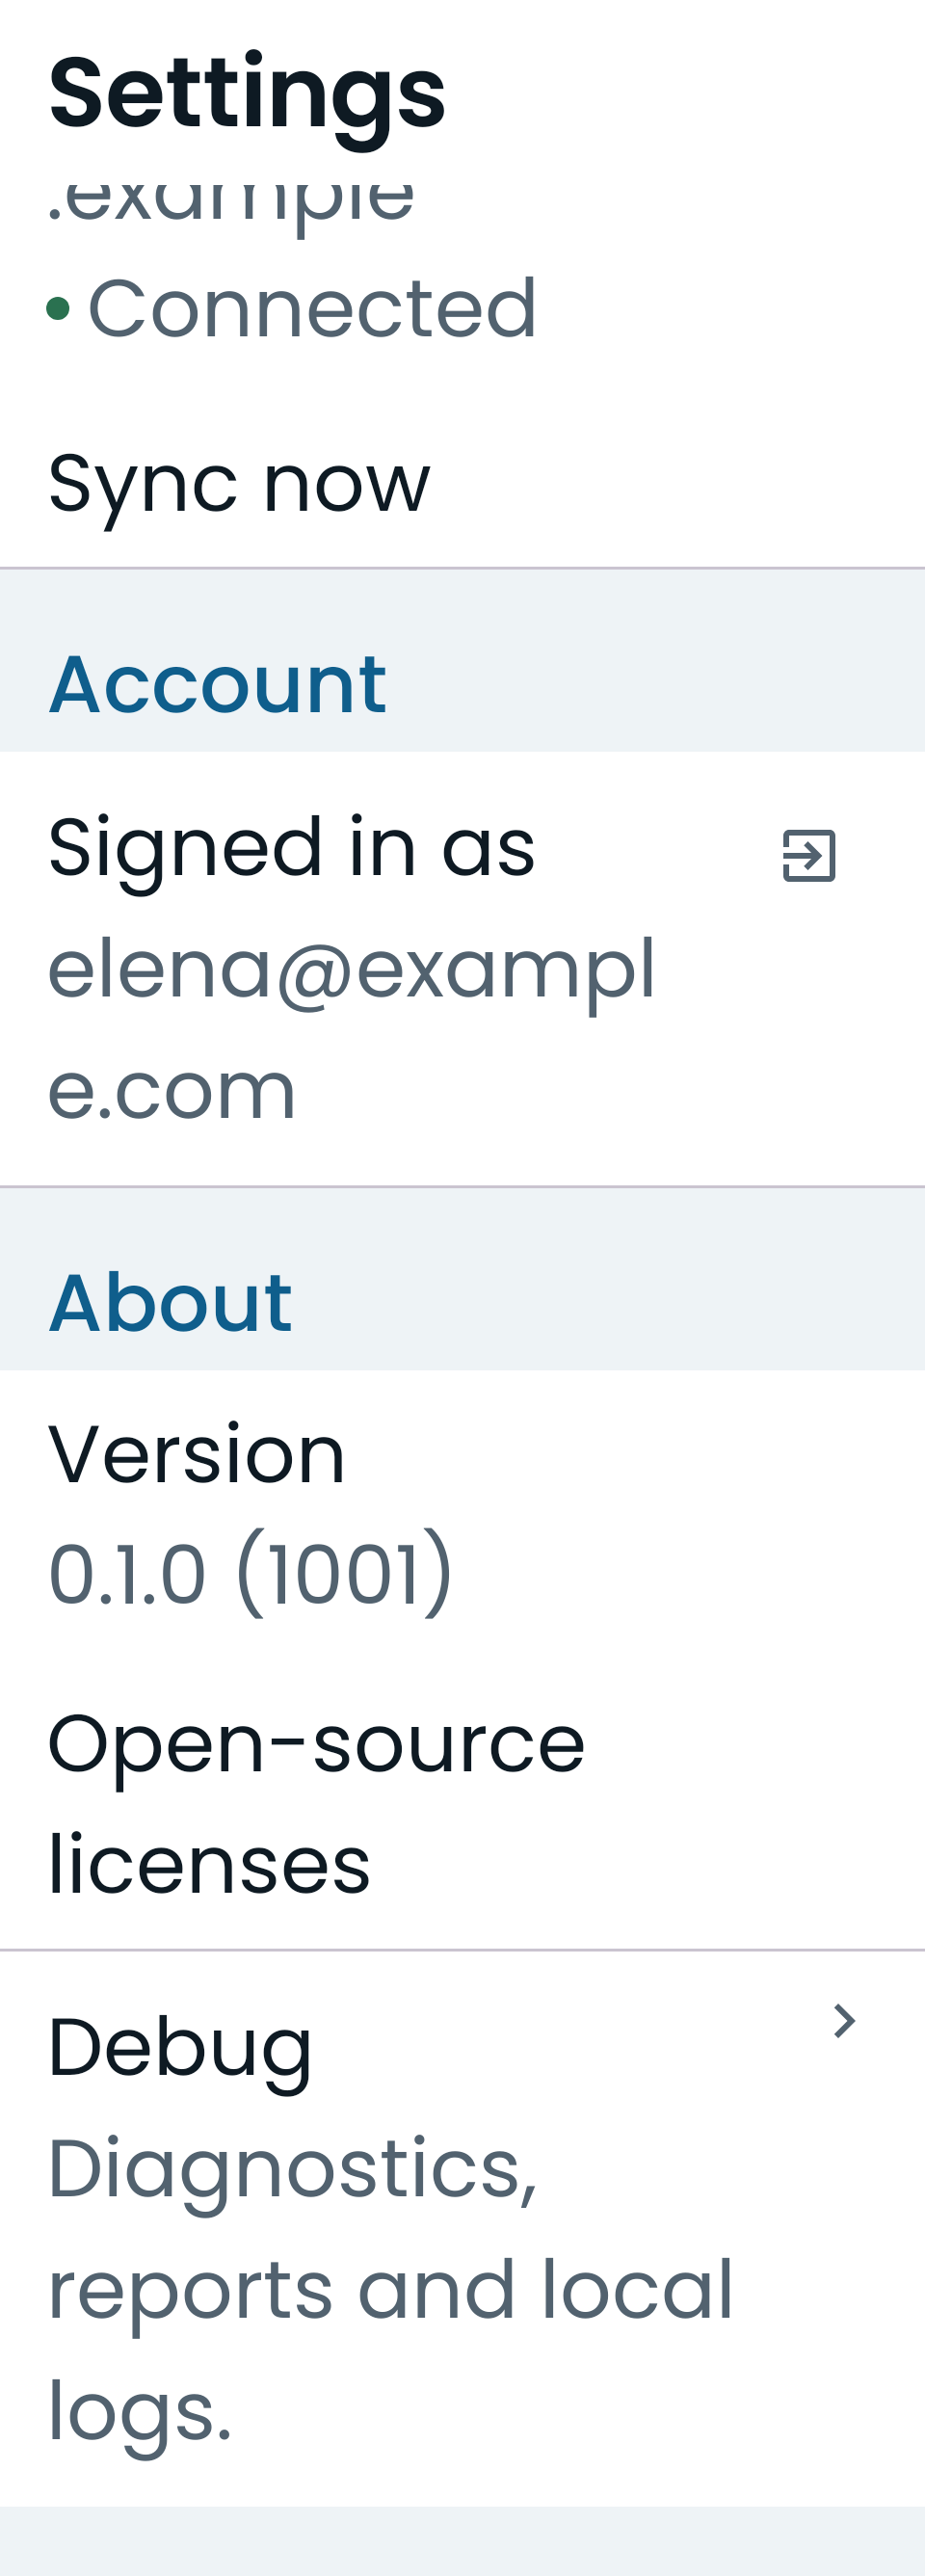 Settings
.example
Connected
Sync now
Account
Signed in as
elena@exampl
e.com
About
Version
0.1.0 (1001)
Open-source
licenses
Debug
Diagnostics,
reports and local
logs.